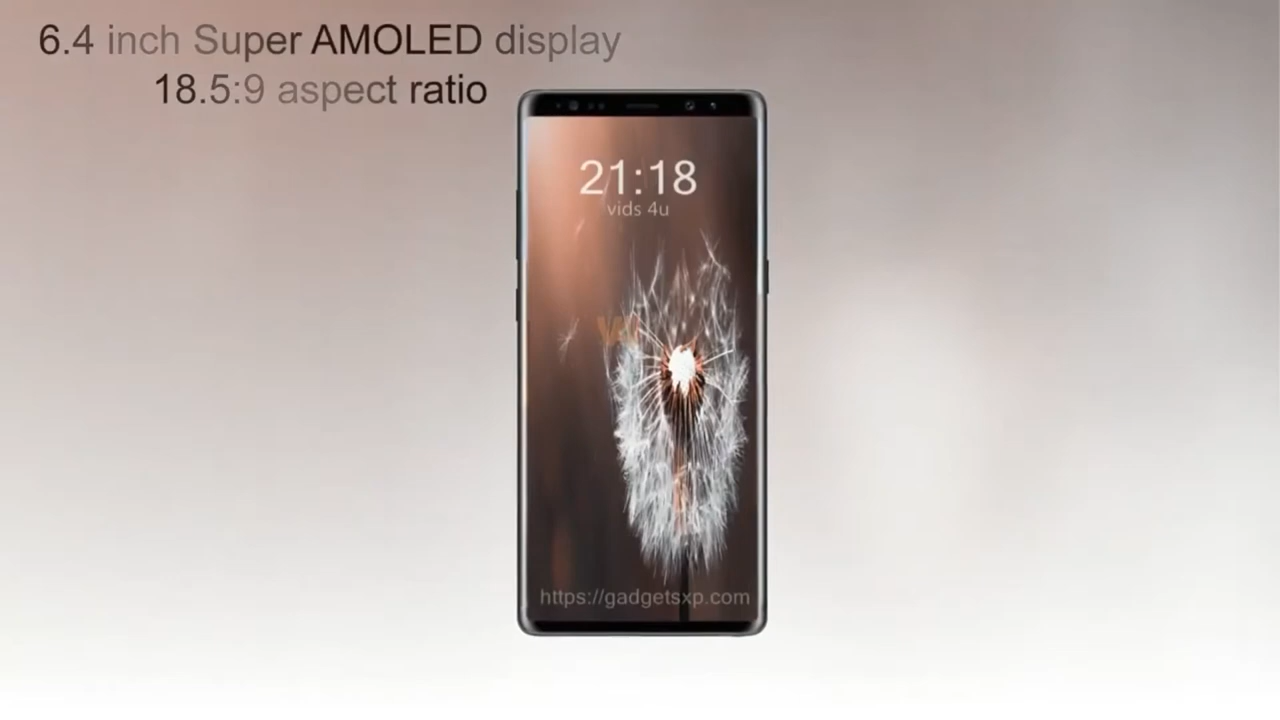 6.4 inch Super AMOLED display
18.5:9 aspect ratio
21:18
vids 4u
https://gadgetsxp.com